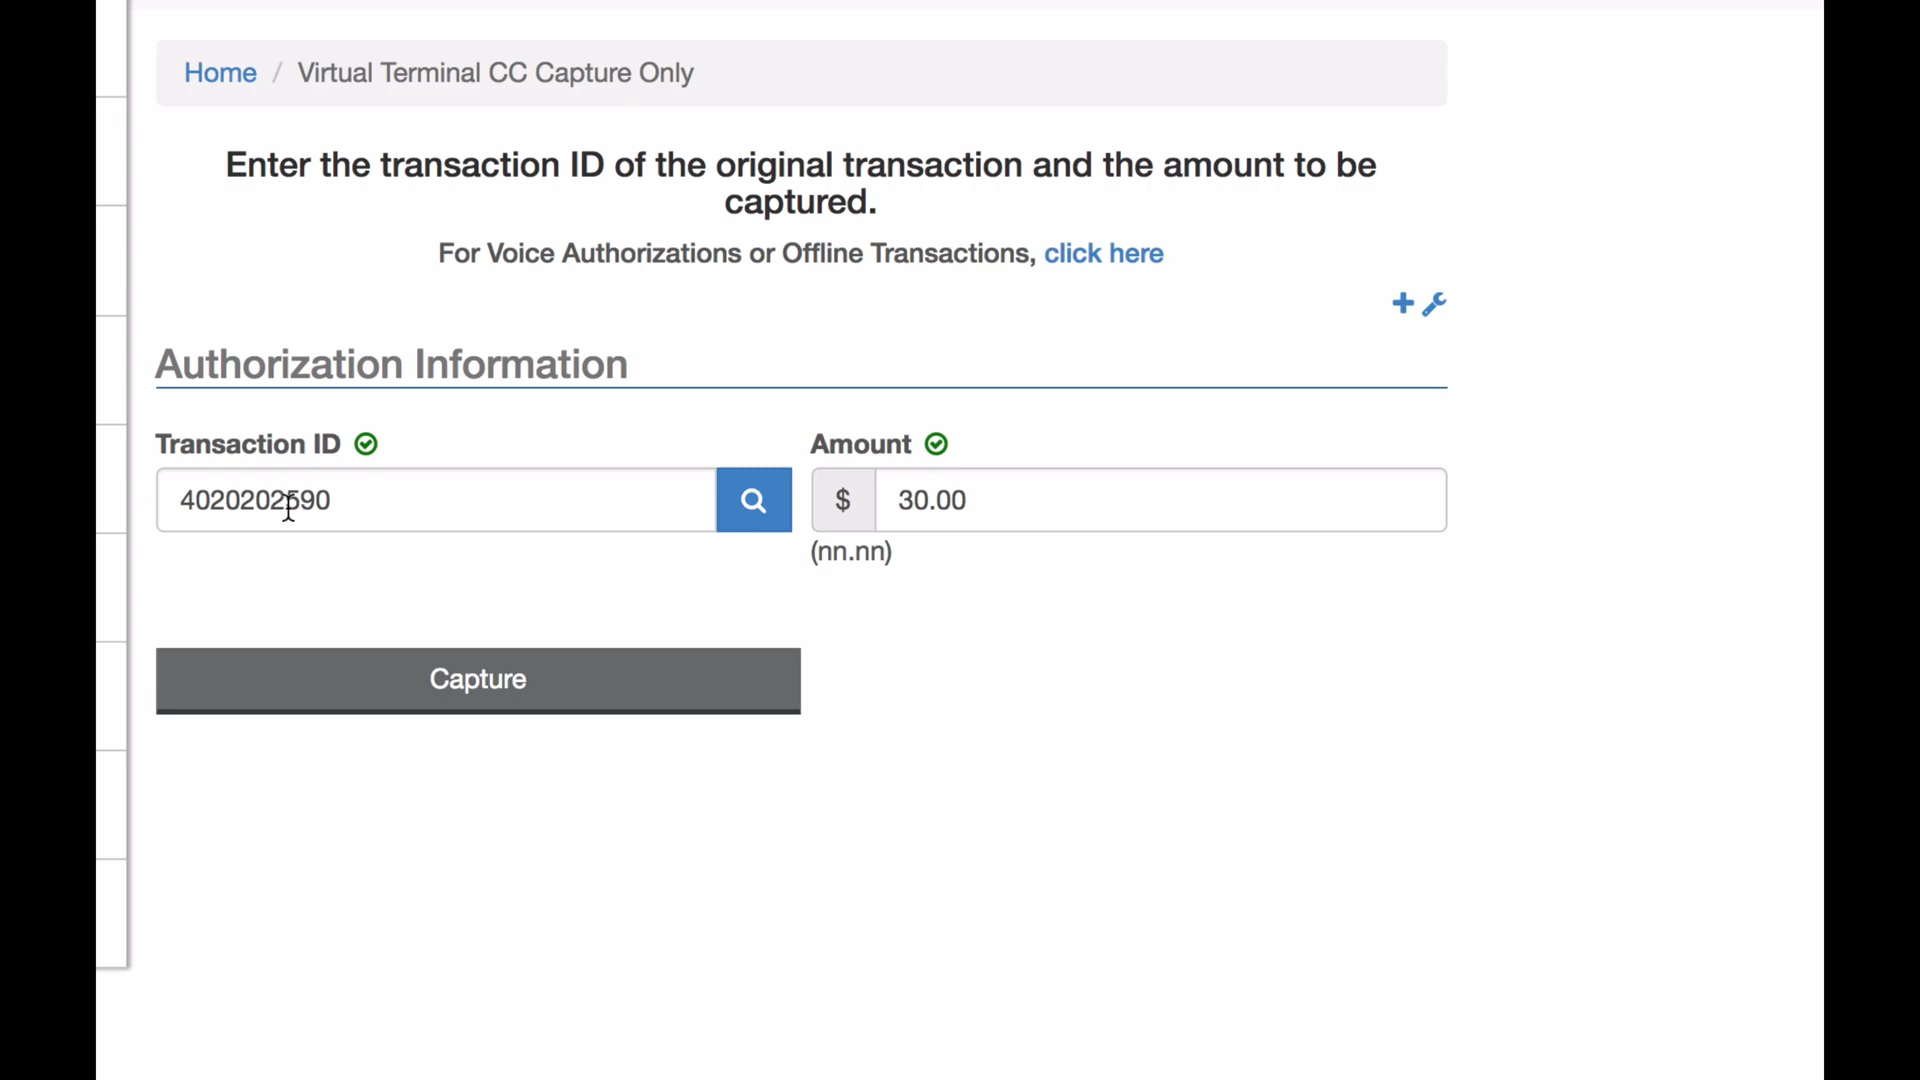 Home / Virtual Terminal CC Capture Only
Enter the transaction ID of the original transaction and the amount to be
captured.
For Voice Authorizations or Offline Transactions, click here
Authorization Information
Transaction ID
Amount
4020202590
$ 30.00
(nn.nn)
Capture